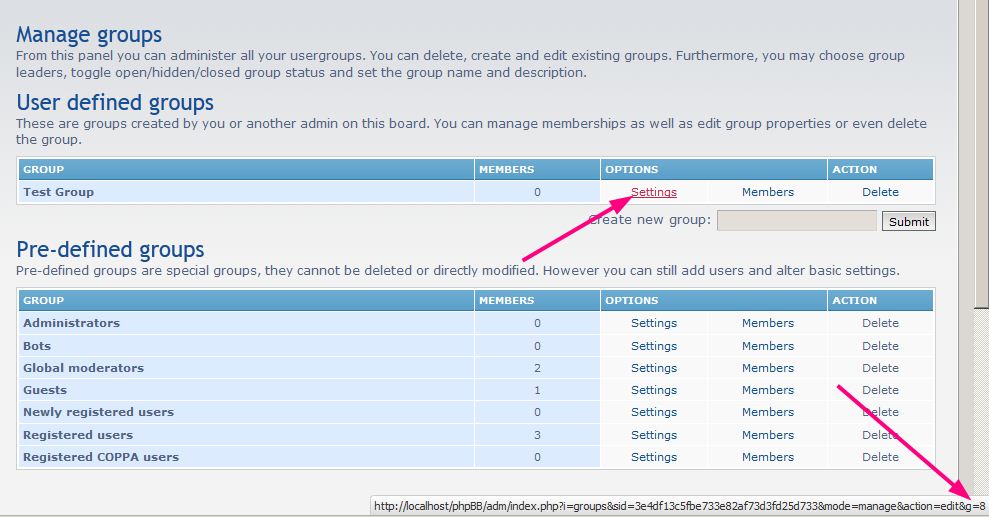 Manage groups
From this panel you can administer all your usergroups. You can delete, create and edit existing groups. Furthermore, you may choose group
leaders, toggle open/hidden/closed group status and set the group name and description.
User defined groups
These are groups created by you or another admin on this board. You can manage memberships as well as edit group properties or even delete
the group.
GROUP MEMBERS OPTIONS ACTION
Test Group 0 Settings Members Delete
Create new group: Submit
Pre-defined groups
Pre-defined groups are special groups, they cannot be deleted or directly modified. However you can still add users and alter basic settings.
GROUP MEMBERS OPTIONS ACTION
Administrators 0 Settings Members Delete
Bots 0 Settings Members Delete
Global moderators 2 Settings Members Delete
Guests 1 Settings Members Delete
Newly registered users 0 Settings Members Delete
Registered users 3 Settings Members Delete
Registered COPPA users 0 Settings Members Delete
http://localhost/phpBB/adm/index.php?i=groups&sid=3e4df13c5fbe733e82af73d3fd25d733&mode=manage&action=edit&g=8